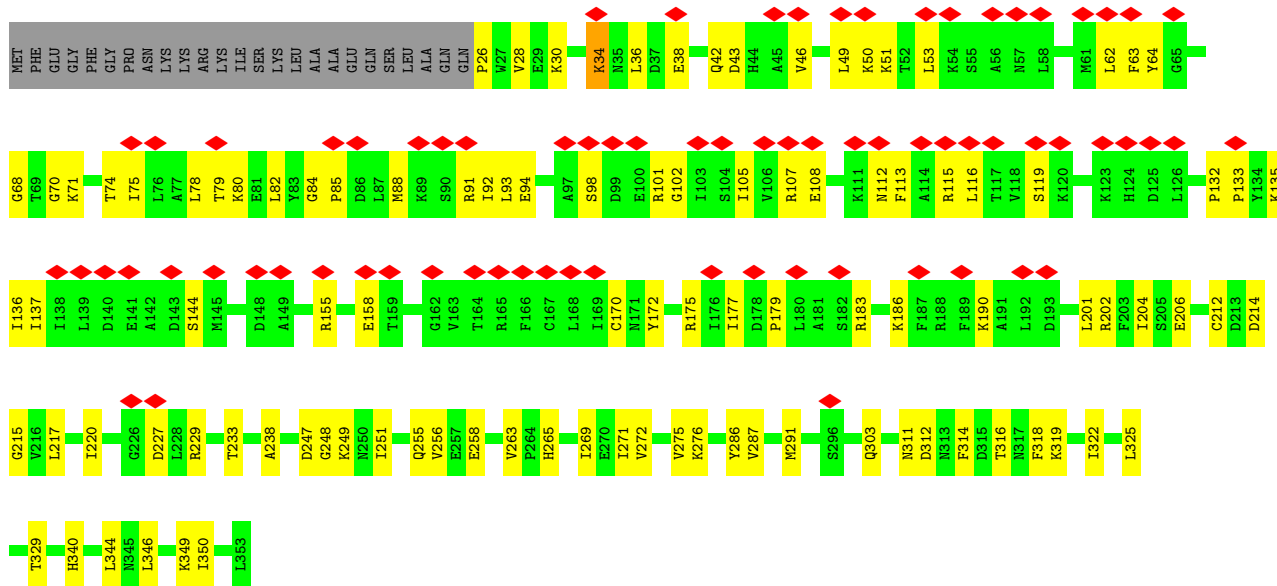 MET PHE GLU GLY PHE GLY PRO ASN LYS LYS ARG LYS ILE SER LYS LEU ALA ALA GLU GLN SER LEU ALA GLN GLN P26 W27 V28 E29 K30 K34 N35 L36 D37 E38 Q42 D43 H44 A45 V46 L49 K50 K51 T52 L53 K54 S55 A56 N57 L58 M61 L62 F63 Y64 G65
G68 T69 G70 K71 T74 I75 L76 A77 L78 T79 K80 E81 L82 Y83 G84 P85 D86 L87 M88 K89 S90 R91 I92 L93 E94 A97 S98 D99 E100 R101 G102 I103 S104 I105 V106 R107 E108 K111 N112 F113 A114 R115 L116 T117 V118 S119 K120 K123 H124 D125 L126 P132 P133 Y134 K135
I136 I137 I138 L139 D140 E141 A142 D143 S144 M145 D148 A149 R155 E158 T159 G162 V163 T164 R165 F166 C167 L168 I169 C170 N171 Y172 R175 I176 I177 D178 P179 L180 A181 S182 R183 K186 F187 R188 F189 K190 A191 L192 D193 L201 R202 F203 I204 S205 E206 C212 D213 D214
G215 V216 L217 I220 G226 D227 L228 R229 T233 A238 D247 G248 K249 N250 I251 Q255 V256 E257 E258 V263 P264 H265 I269 E270 I271 V272 V275 K276 Y286 V287 M291 S296 Q303 N311 D312 N313 F314 D315 T316 N317 F318 K319 I322 L325
T329 H340 L344 N345 L346 K349 I350 L353